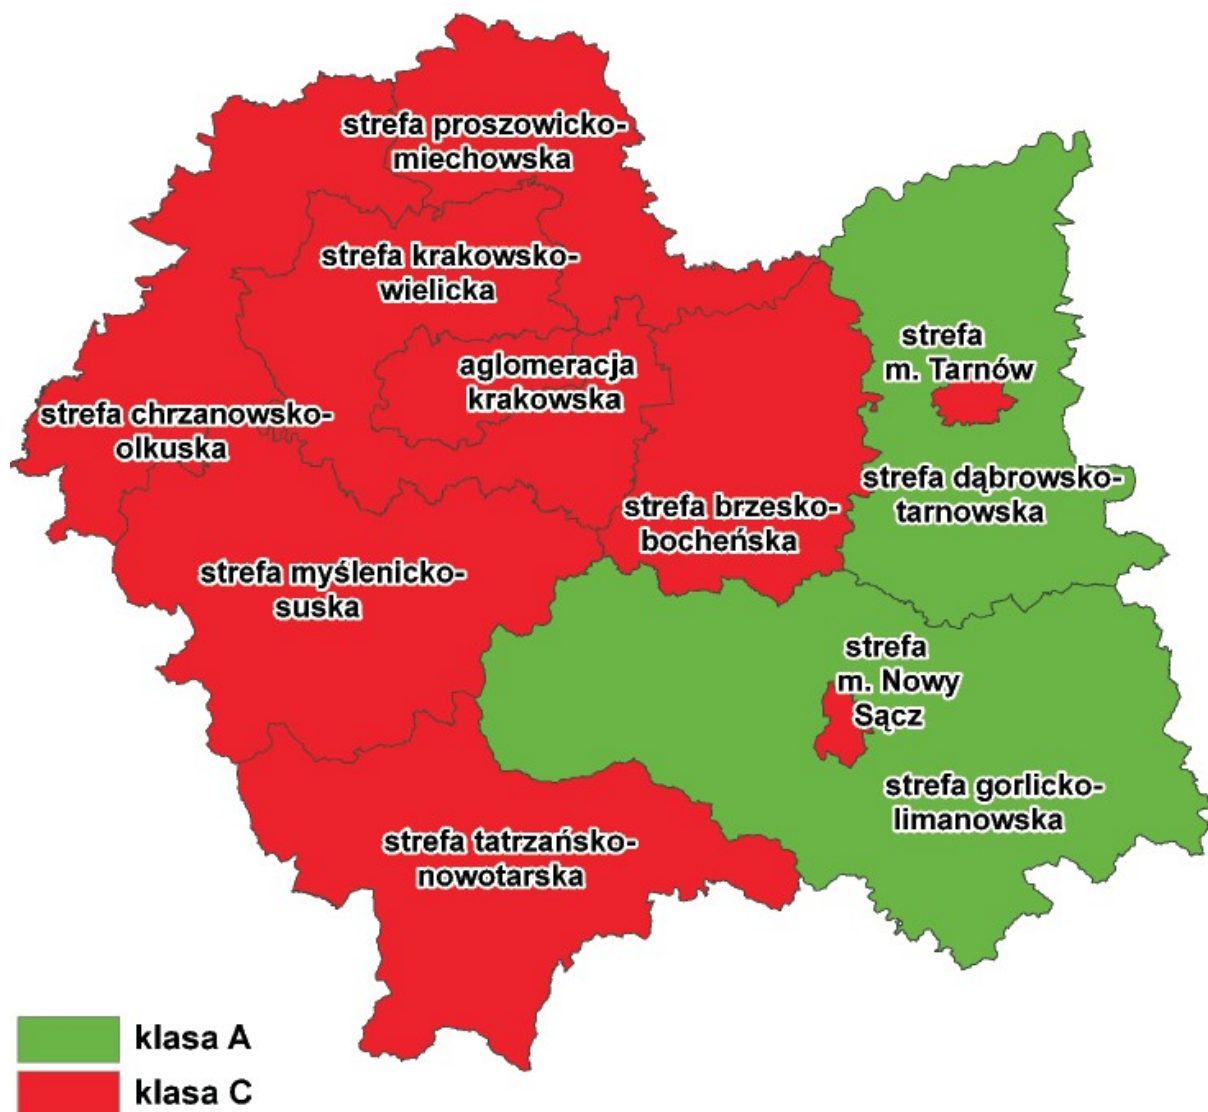 strefa proszowicko-
miechowska
strefa krakowsko-
wielicka
strefa
m. Tarnów
aglomeracja
krakowska
strefa chrzanowsko-
olkuska
strefa dąbrowsko-
tarnowska
strefa brzesko-
bocheńska
strefa myślenicko-
suska
strefa
m. Nowy
Sącz
strefa gorlicko-
limanowska
strefa tatrzańsko-
nowotarska
klasa A
klasa C